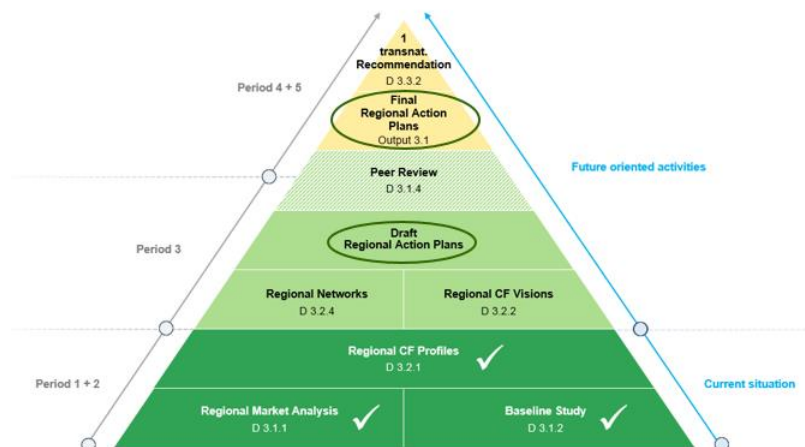 1
transnat.
Recommendation
D 3.3.2
Period 4 + 5
Final
Regional Action
Plans
Output 3.1
Peer Review
D 3.1.4
Future oriented activities
Draft
Regional Action Plans
Period 3
Regional Networks
D 3.2.4
Regional CF Visions
D 3.2.2
Regional CF Profiles
D 3.2.1
Period 1 + 2
Current situation
Regional Market Analysis
D 3.1.1
Baseline Study
D 3.1.2